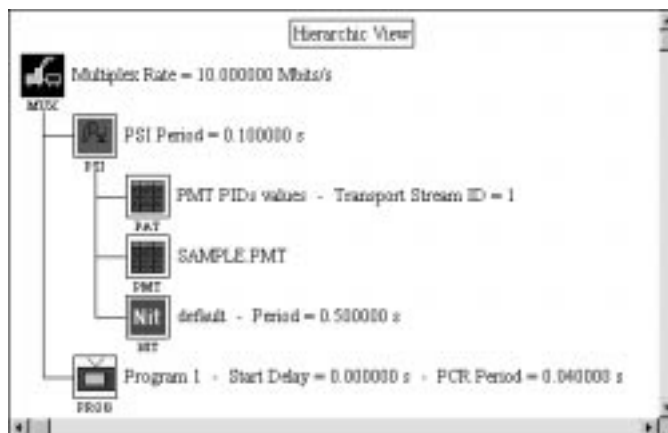 Hierarchic View
Multiplex Rate = 10.000000 Mbits/s
MUX
PSI Period = 0.100000 s
PSI
PMT PIDs values - Transport Stream ID = 1
PAT
SAMPLE.PMT
PMT
Nit default - Period = 0.500000 s
NIT
Program 1 - Start Delay = 0.000000 s - PCR Period = 0.040000 s
PROG